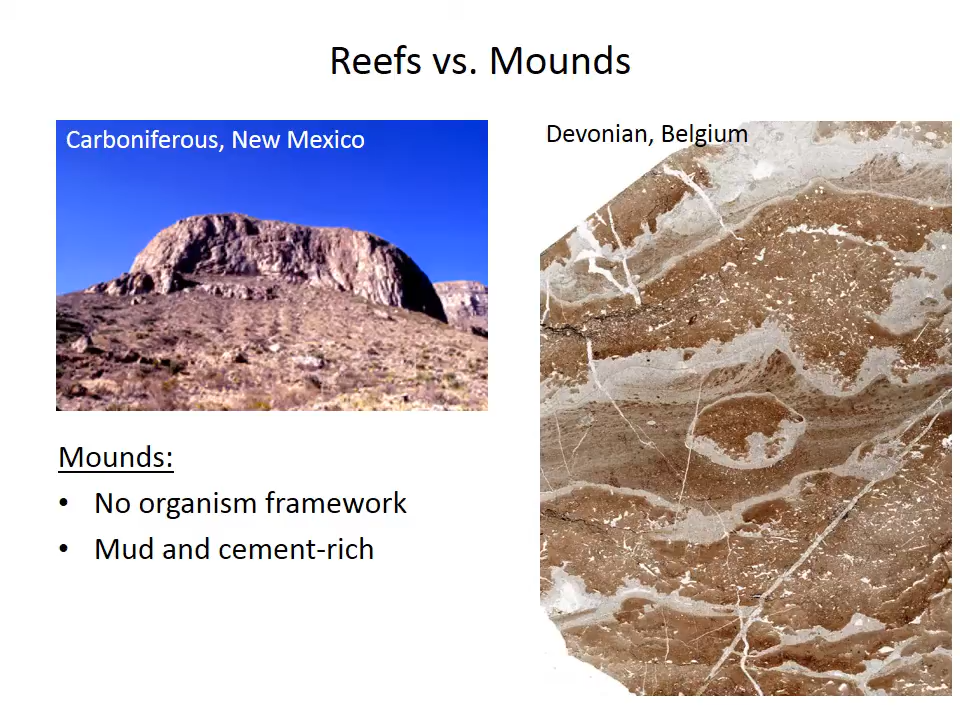 Reefs vs. Mounds
Carboniferous, New Mexico
Devonian, Belgium
Mounds:
• No organism framework
• Mud and cement-rich